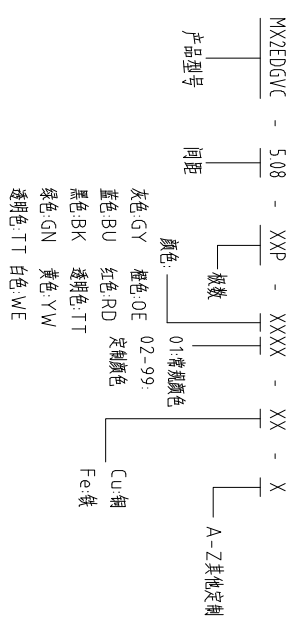 MX2EDGVC - 5.08 - XXP - XXXX - XX - X
产品型号
间距
极数
颜色:
灰色:GY 橙色:OE
蓝色:BU 红色:RD
黑色:BK 透明色:TT
绿色:GN 黄色:YW
透明色:TT 白色:WE
01:常规颜色
02-99:
定制颜色
Cu:铜
Fe:铁
A-Z其他定制